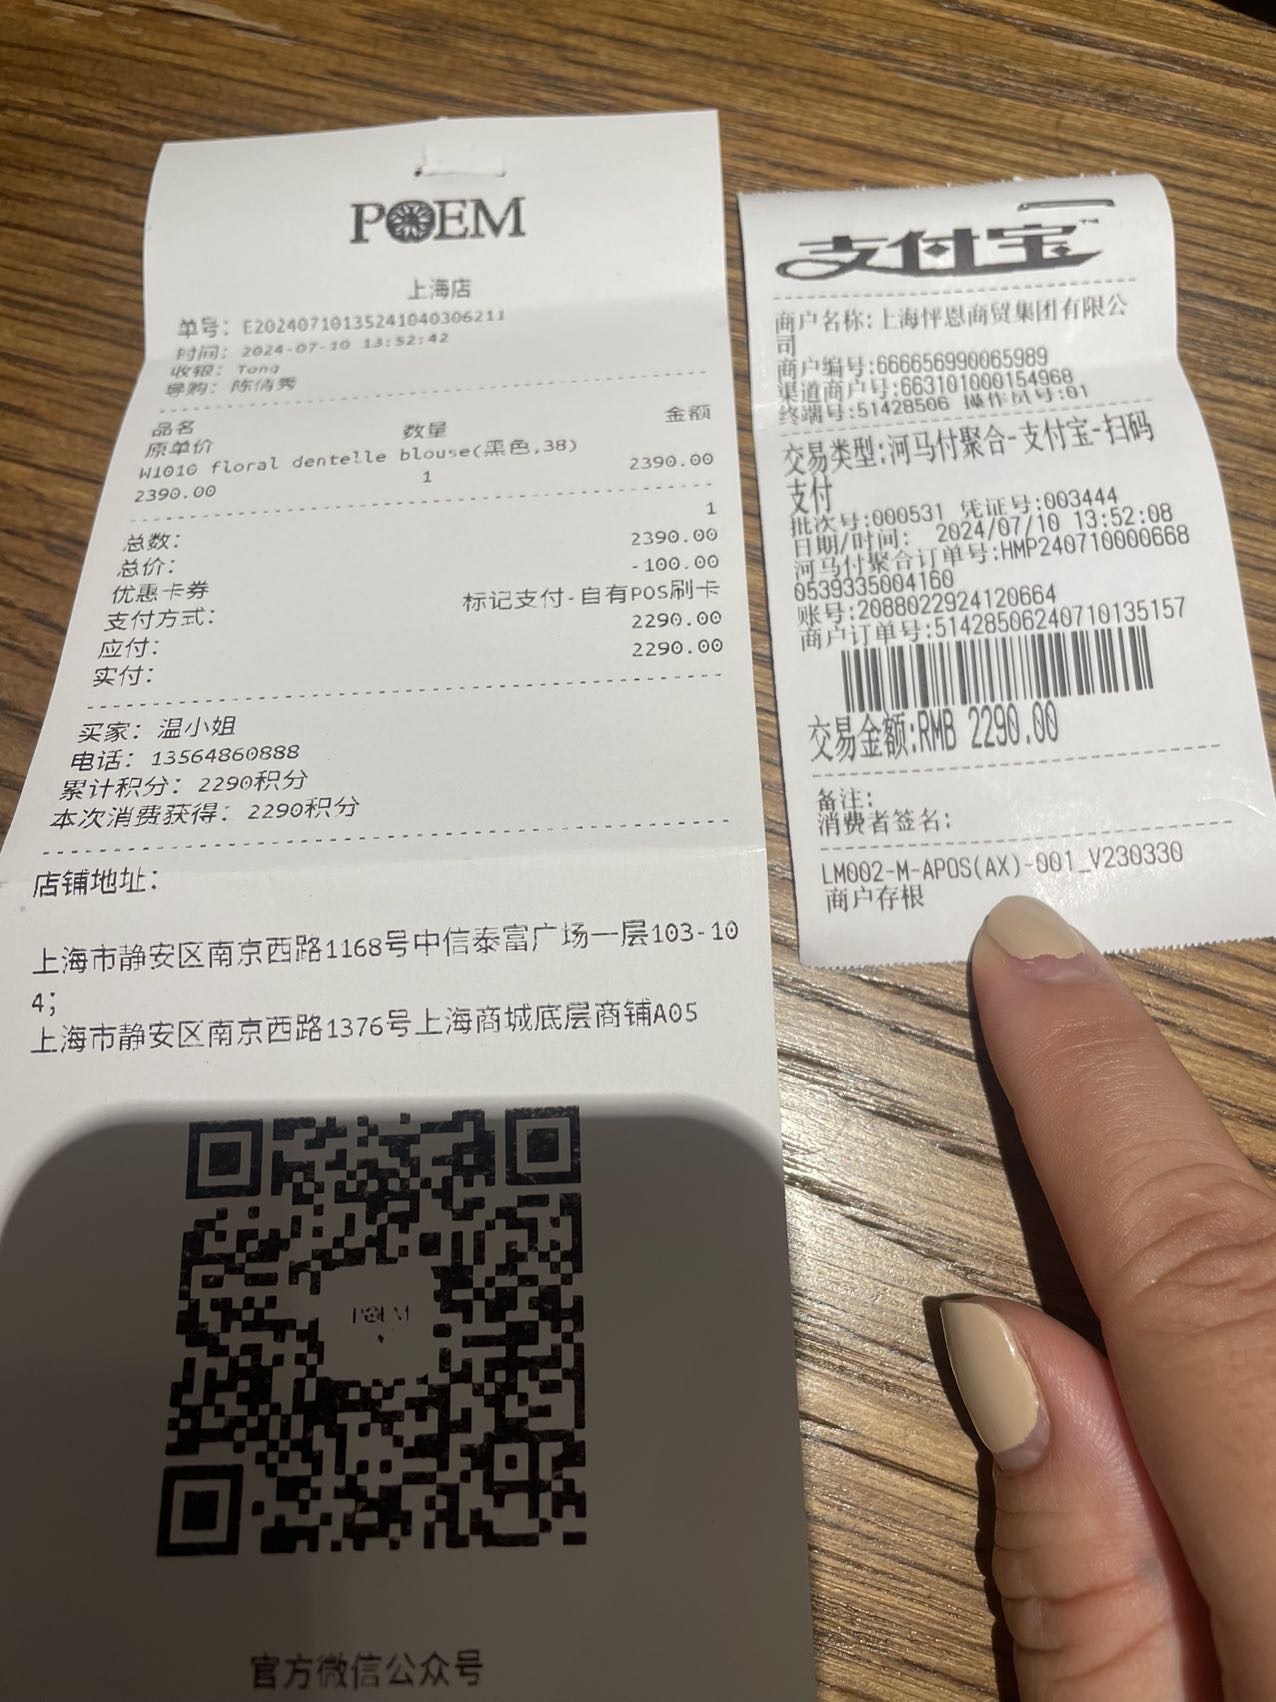 POEM
上海店
单号: E20240710135241040306211
时间: 2024-07-10 13:52:42
收银: Tong
导购: 陈倩秀
品名 数量 金额
原单价
W1010 floral dentelle blouse(黑色,38)
2390.00 1 2390.00
总数: 1
总价: 2390.00
优惠卡券 -100.00
支付方式: 标记支付-自有POS刷卡
应付: 2290.00
实付: 2290.00
买家: 温小姐
电话: 13564860888
累计积分: 2290积分
本次消费获得: 2290积分
店铺地址:
上海市静安区南京西路1168号中信泰富广场一层103-10
4;
上海市静安区南京西路1376号上海商城底层商铺A05
POEM
官方微信公众号
支付宝™
商户名称:上海怦恩商贸集团有限公
司
商户编号:666656990065989
渠道商户号:663101000154968
终端号:51428506 操作员号:01
交易类型:河马付聚合-支付宝-扫码
支付
批次号:000531 凭证号:003444
日期/时间: 2024/07/10 13:52:08
河马付聚合订单号:HMP240710000668
0539335004160
账号:2088022924120664
商户订单号:51428506240710135157
交易金额:RMB 2290.00
备注:
消费者签名:
LM002-M-APOS(AX)-001_V230330
商户存根